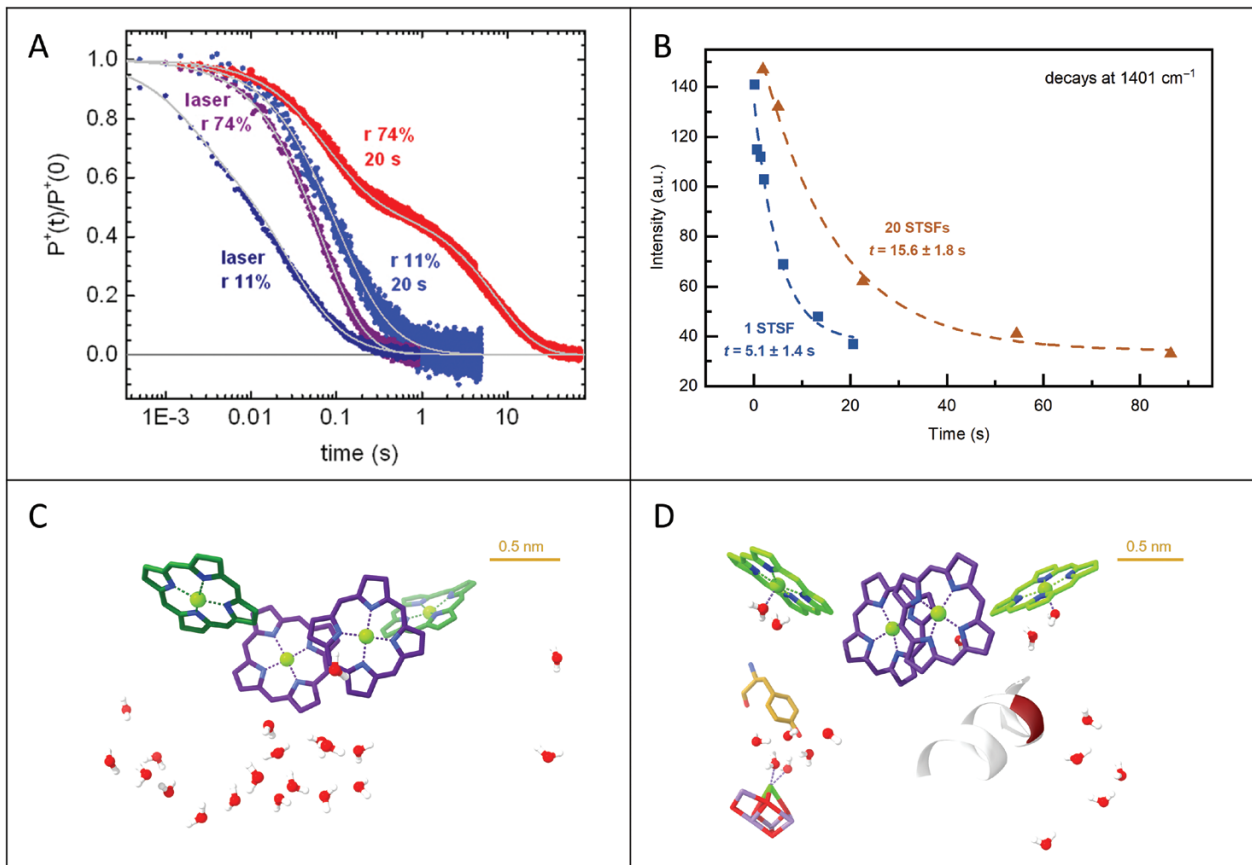 A
P⁺(t)/P⁺(0)
1.0
0.8
0.6
0.4
0.2
0.0
laser
r 74%
r 74%
20 s
laser
r 11%
r 11%
20 s
1E-3
0.01
0.1
1
10
time (s)
B
decays at 1401 cm⁻¹
Intensity (a.u.)
140
120
100
80
60
40
20
20 STSFs
t = 15.6 ± 1.8 s
1 STSF
t = 5.1 ± 1.4 s
0
20
40
60
80
Time (s)
C
0.5 nm
D
0.5 nm